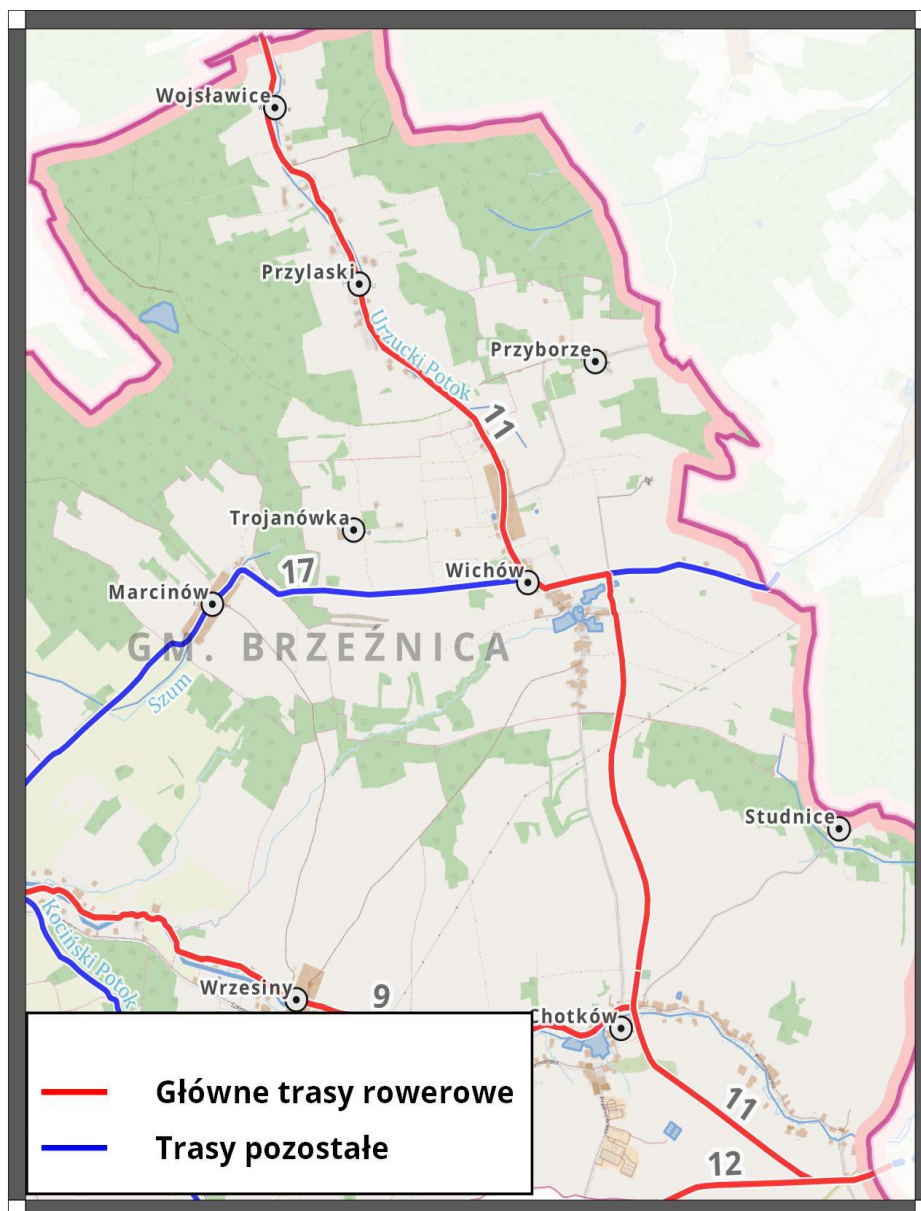 Wojsławice
Przylaski
Urzucki Potok
Przyborze
11
Trojanówka
17
Wichów
Marcinów
GM. BRZEŹNICA
Szum
Studnice
Kociński Potok
Wrzesiny
9
Chotków
11
12
Główne trasy rowerowe
Trasy pozostałe